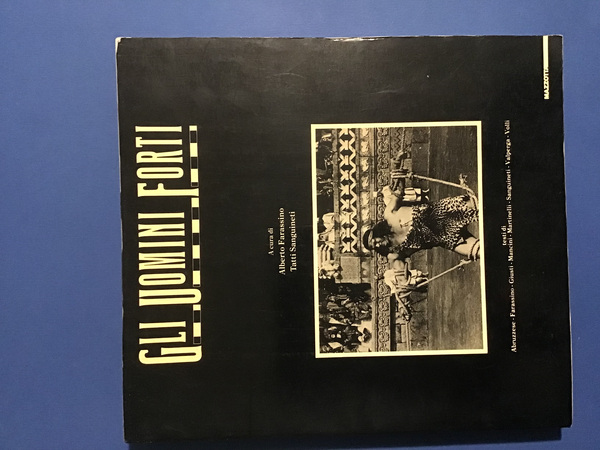 GLI UOMINI FORTI
A cura di
Alberto Farassino
Tatti Sanguineti
testi di
Abruzzese - Farassino - Giusti - Mancini - Martinelli - Sanguineti - Valperga - Volli
MAZZOTTA